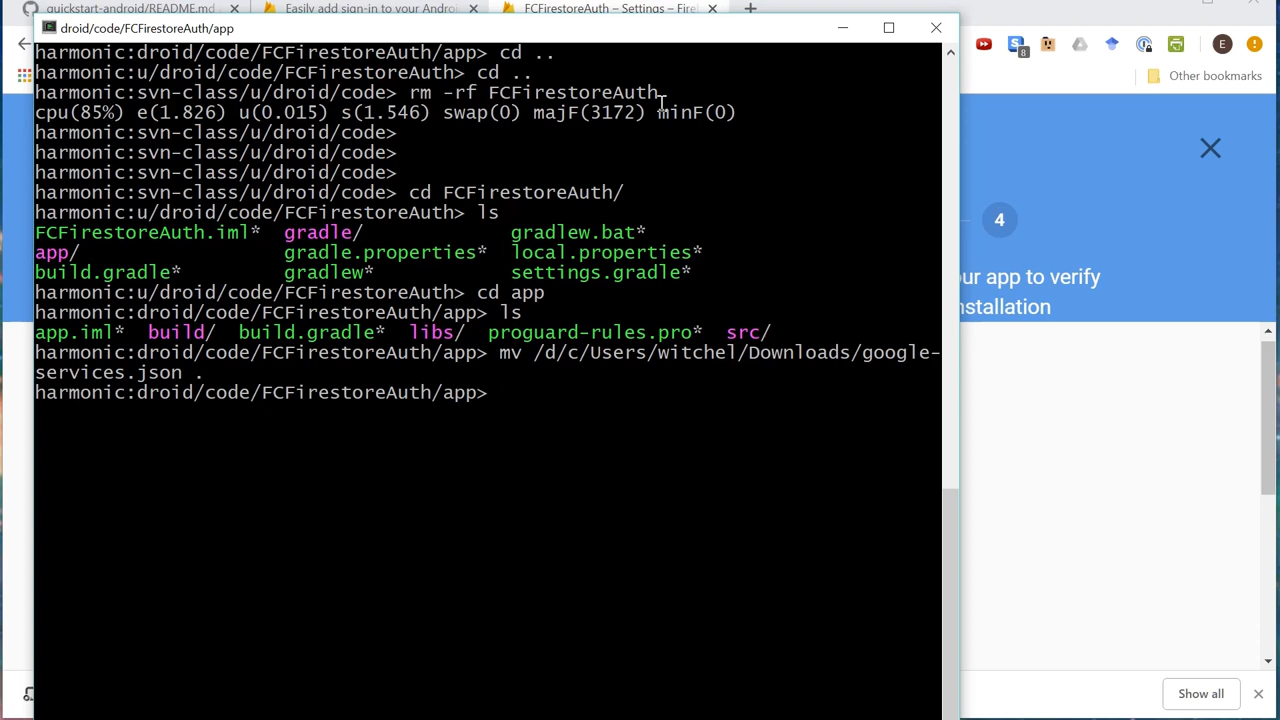 quickstart-android/README.md
Easily add sign-in to your Androi
FCFirestoreAuth – Settings – Fire
droid/code/FCFirestoreAuth/app
harmonic:droid/code/FCFirestoreAuth/app> cd ..
harmonic:u/droid/code/FCFirestoreAuth> cd ..
harmonic:svn-class/u/droid/code> rm -rf FCFirestoreAuth
cpu(85%) e(1.826) u(0.015) s(1.546) swap(0) majF(3172) minF(0)
harmonic:svn-class/u/droid/code>
harmonic:svn-class/u/droid/code>
harmonic:svn-class/u/droid/code>
harmonic:svn-class/u/droid/code> cd FCFirestoreAuth/
harmonic:u/droid/code/FCFirestoreAuth> ls
FCFirestoreAuth.iml* gradle/ gradlew.bat*
app/ gradle.properties* local.properties*
build.gradle* gradlew* settings.gradle*
harmonic:u/droid/code/FCFirestoreAuth> cd app
harmonic:droid/code/FCFirestoreAuth/app> ls
app.iml* build/ build.gradle* libs/ proguard-rules.pro* src/
harmonic:droid/code/FCFirestoreAuth/app> mv /d/c/Users/witchel/Downloads/google-
services.json .
harmonic:droid/code/FCFirestoreAuth/app>
8
E
Other bookmarks
4
our app to verify
nstallation
Show all